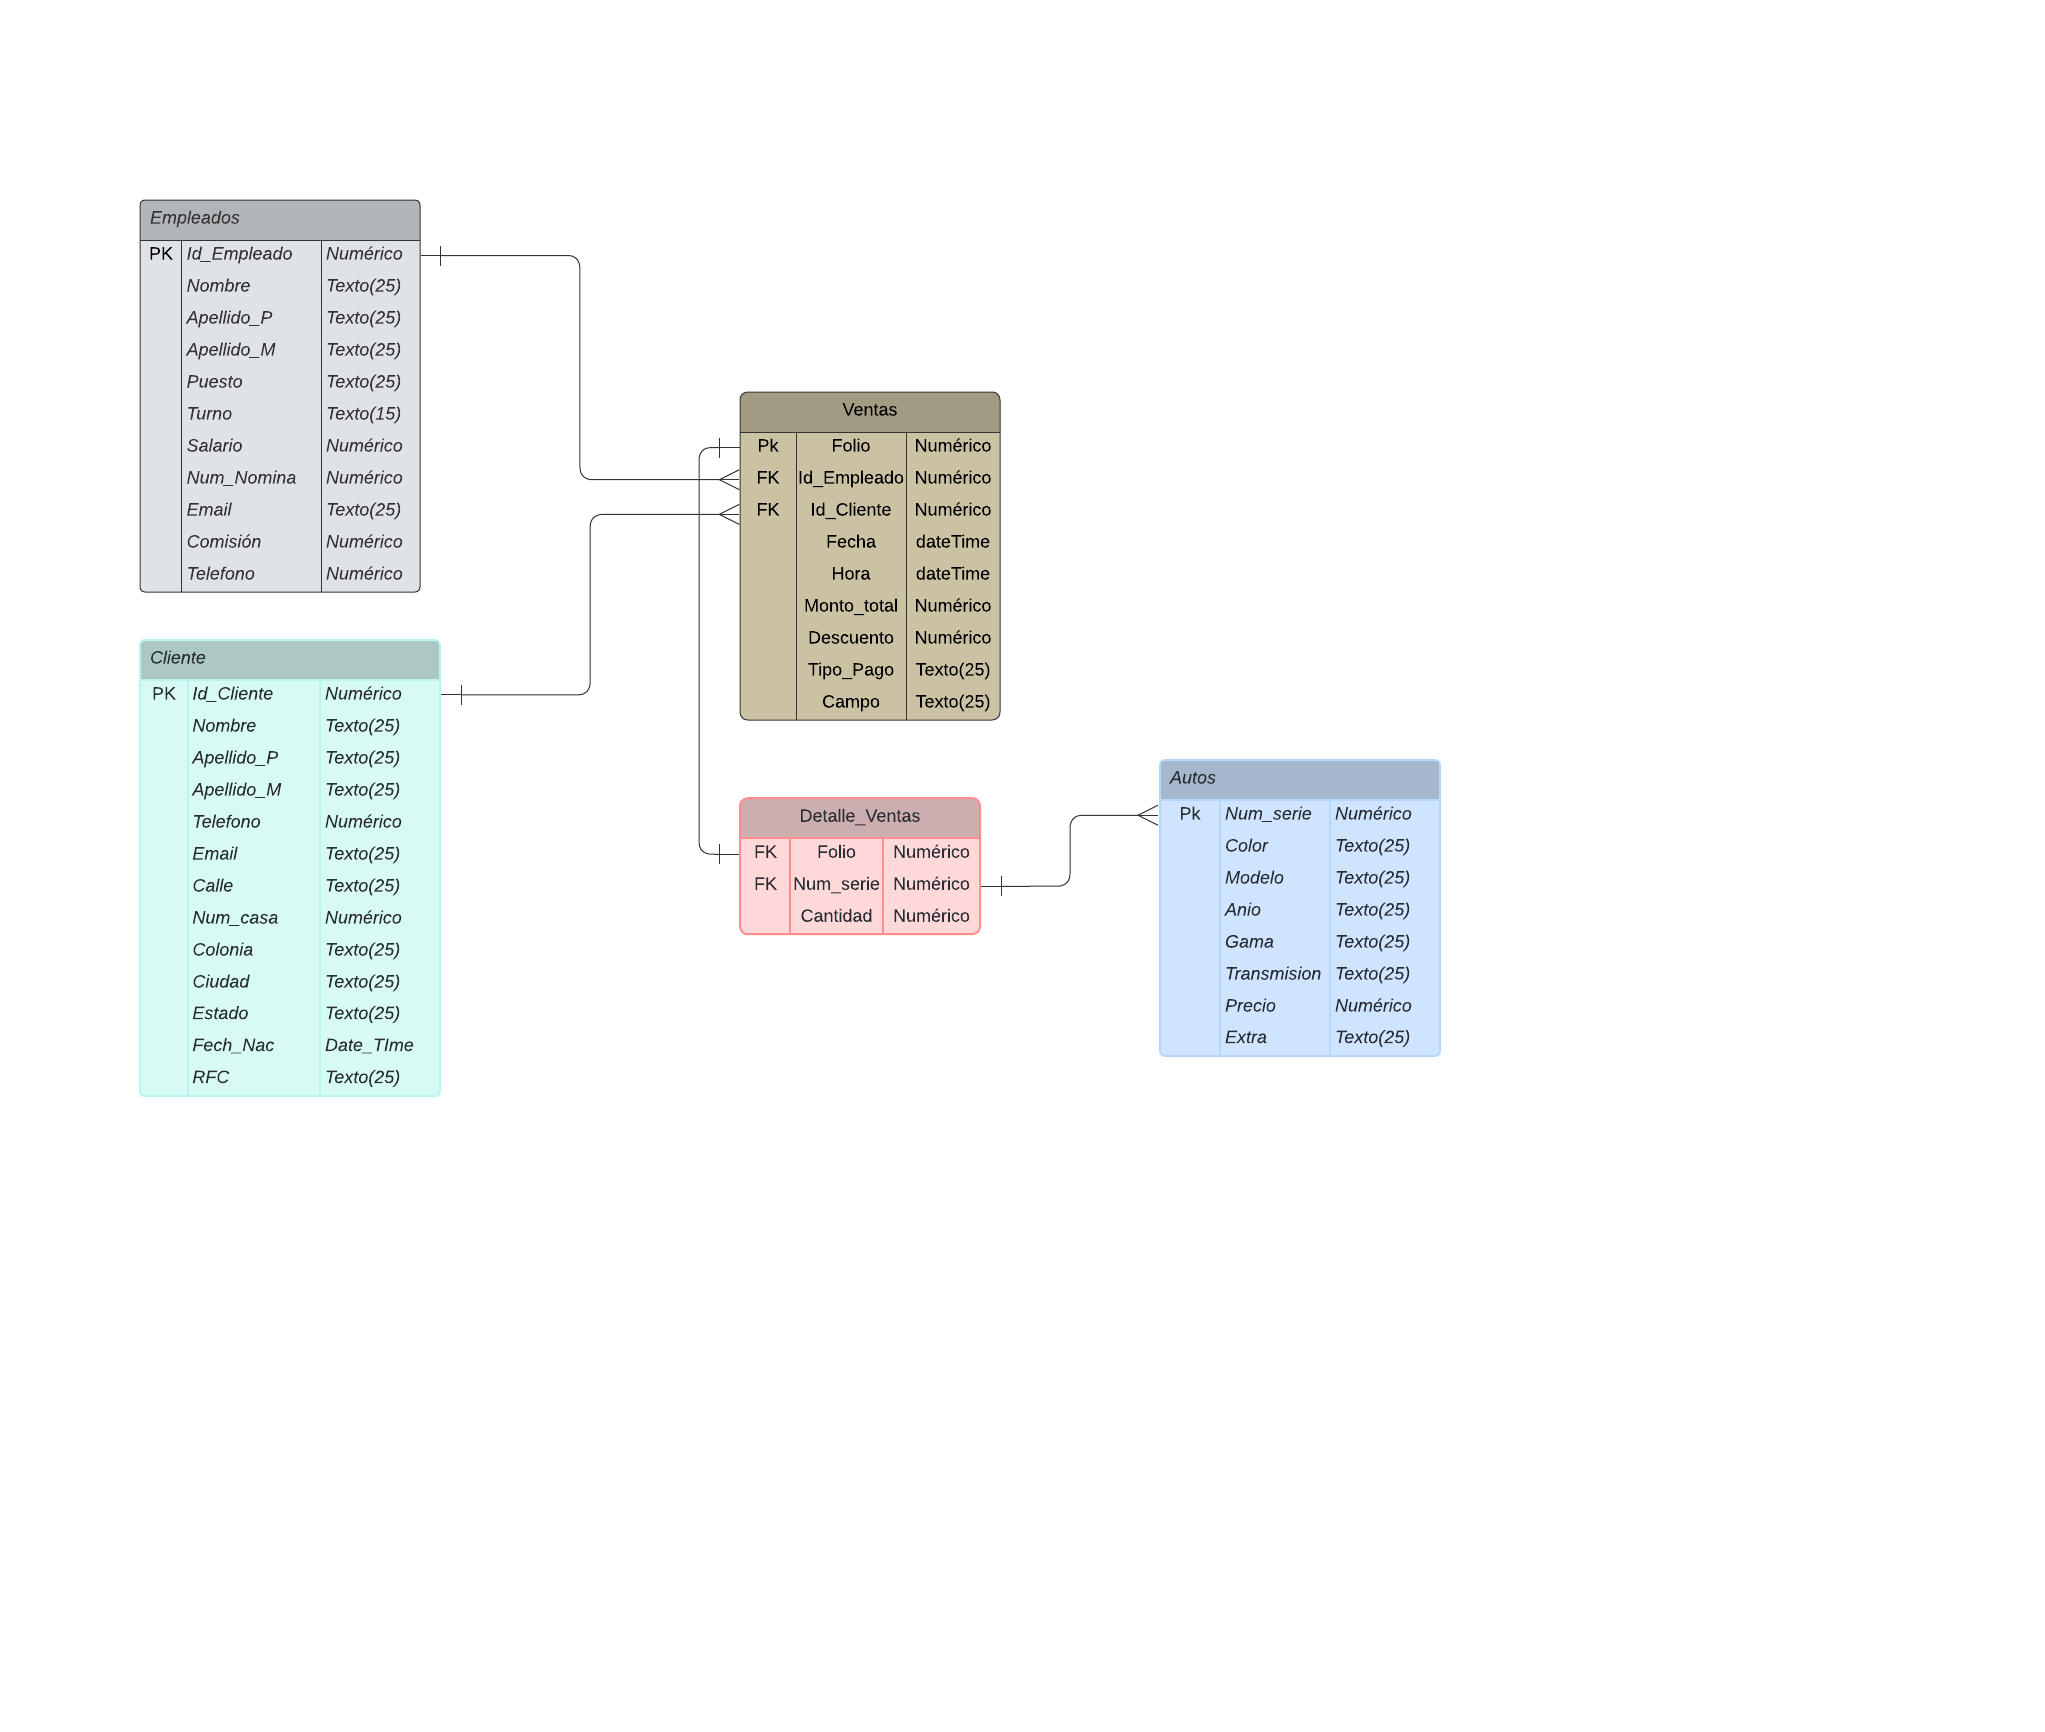 Empleados
PK Id_Empleado Numérico
Nombre Texto(25)
Apellido_P Texto(25)
Apellido_M Texto(25)
Puesto Texto(25)
Turno Texto(15)
Salario Numérico
Num_Nomina Numérico
Email Texto(25)
Comisión Numérico
Telefono Numérico
Cliente
PK Id_Cliente Numérico
Nombre Texto(25)
Apellido_P Texto(25)
Apellido_M Texto(25)
Telefono Numérico
Email Texto(25)
Calle Texto(25)
Num_casa Numérico
Colonia Texto(25)
Ciudad Texto(25)
Estado Texto(25)
Fech_Nac Date_TIme
RFC Texto(25)
Ventas
Pk Folio Numérico
FK Id_Empleado Numérico
FK Id_Cliente Numérico
Fecha dateTime
Hora dateTime
Monto_total Numérico
Descuento Numérico
Tipo_Pago Texto(25)
Campo Texto(25)
Detalle_Ventas
FK Folio Numérico
FK Num_serie Numérico
Cantidad Numérico
Autos
Pk Num_serie Numérico
Color Texto(25)
Modelo Texto(25)
Anio Texto(25)
Gama Texto(25)
Transmision Texto(25)
Precio Numérico
Extra Texto(25)